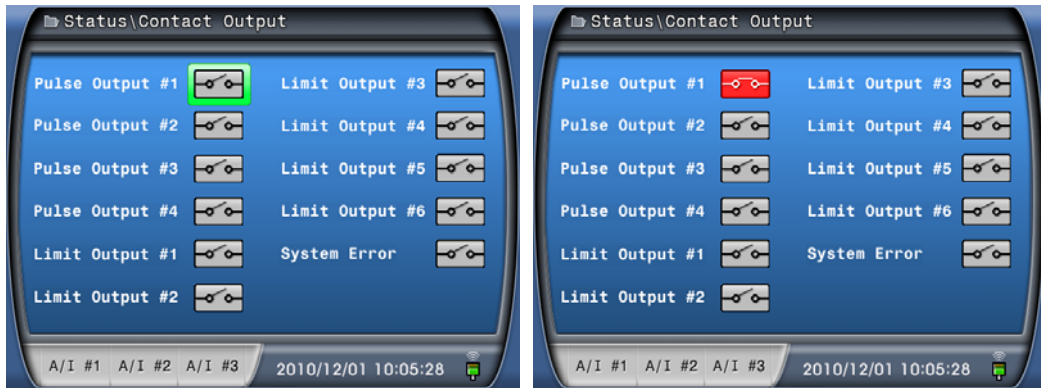 Status\Contact Output
Pulse Output #1
Limit Output #3
Pulse Output #2
Limit Output #4
Pulse Output #3
Limit Output #5
Pulse Output #4
Limit Output #6
Limit Output #1
System Error
Limit Output #2
A/I #1 A/I #2 A/I #3
2010/12/01 10:05:28
Status\Contact Output
Pulse Output #1
Limit Output #3
Pulse Output #2
Limit Output #4
Pulse Output #3
Limit Output #5
Pulse Output #4
Limit Output #6
Limit Output #1
System Error
Limit Output #2
A/I #1 A/I #2 A/I #3
2010/12/01 10:05:28